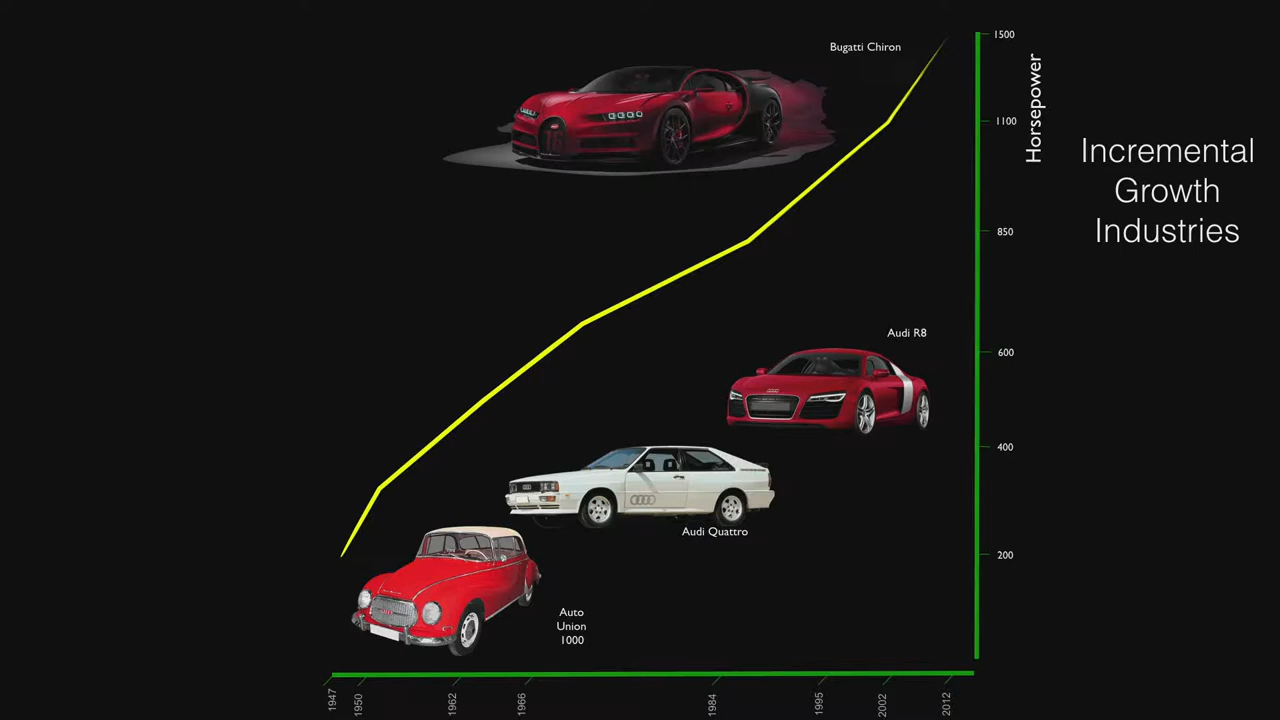 Bugatti Chiron
1500
Horsepower
1100
Incremental
Growth
Industries
850
Audi R8
600
400
Audi Quattro
200
Auto
Union
1000
1947
1950
1962
1966
1984
1995
2002
2012